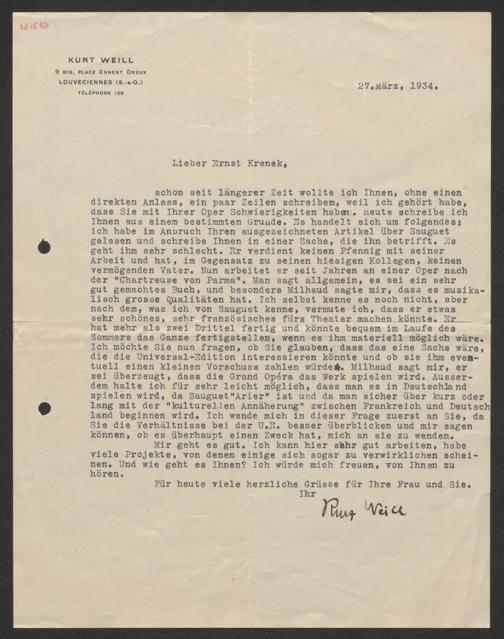 KURT WEILL
9 BIS, PLACE ERNEST DREUX
LOUVECIENNES (S.-&-O.)
TÉLÉPHONE 128
27.März, 1934.
Lieber Ernst Krenek,
schon seit längerer Zeit wollte ich Ihnen, ohne einen
direkten Anlass, ein paar Zeilen schreiben, weil ich gehört habe,
dass Sie mit Ihrer Oper Schwierigkeiten haben. Heute schreibe ich
Ihnen aus einem bestimmten Grunde. Es handelt sich um folgendes;
ich habe im Anbruch Ihren ausgezeichneten Artikel über Sauguet
gelesen und schreibe Ihnen in einer Sache, die ihn betrifft. Es
geht ihm sehr schlecht. Er verdient keinen Pfennig mit seiner
Arbeit und hat, im Gegensatz zu seinen hiesigen Kollegen, keinen
vermögenden Vater. Nun arbeitet er seit Jahren an einer Oper nach
der "Chartreuse von Parma". Man sagt allgemein, es sei ein sehr
gut gemachtes Buch, und besonders Milhaud sagte mir, dass es musika-
lisch grosse Qualitäten hat. Ich selbst kenne es noch nicht, aber
nach dem, was ich von Sauguet kenne, vermute ich, dass er etwas
sehr schönes, sehr französisches fürs Theater machen könnte. Er
hat mehr als zwei Drittel fertig und könnte bequem im Laufe des
Sommers das Ganze fertigstellen, wenn es ihm materiell möglich wäre.
Ich möchte Sie nun fragen, ob Sie glauben, dass das eine Sache wäre,
die die Universal-Edition interessieren könnte und ob sie ihm even-
tuell einen kleinen Vorschuss zahlen würde. Milhaud sagt mir, er
sei überzeugt, dass die Grand Opéra das Werk spielen wird. Ausser-
dem halte ich für sehr leicht möglich, dass man es in Deutschland
spielen wird, da Sauguet"Arier" ist und da man sicher über kurz oder
lang mit der "kulturellen Annäherung" zwischen Frankreich und Deutsch
land beginnen wird. Ich wende mich in dieser Frage zuerst an Sie, da
Sie die Verhältnisse bei der U.E. besser überblicken und mir sagen
können, ob es überhaupt einen Zweck hat, mich an sie zu wenden.
Mir geht es gut. Ich kann hier sehr gut arbeiten, habe
viele Projekte, von denen einige sich sogar zu verwirklichen schei-
nen. Und wie geht es Ihnen? Ich würde mich freuen, von Ihnen zu
hören.
Für heute viele herzliche Grüsse für Ihre Frau und Sie.
Ihr
Kurt Weill